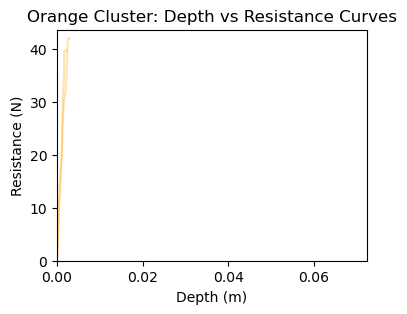 Orange Cluster: Depth vs Resistance Curves
40
30
20
10
0
0.00 0.02 0.04 0.06
Resistance (N)
Depth (m)